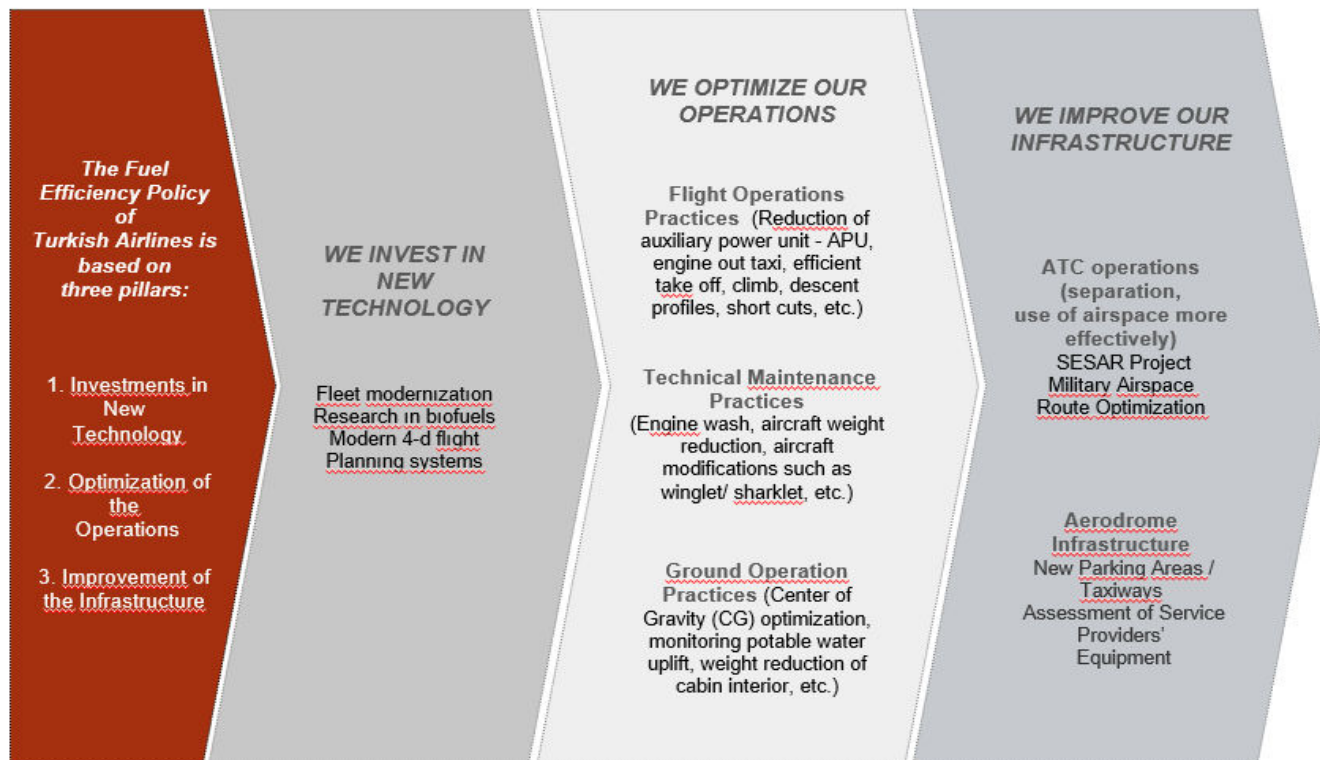 The Fuel
Efficiency Policy
of
Turkish Airlines is
based on
three pillars:
1. Investments in
New
Technology
2. Optimization of
the
Operations
3. Improvement of
the Infrastructure
WE INVEST IN
NEW
TECHNOLOGY
Fleet modernization
Research in biofuels
Modern 4-d flight
Planning systems
WE OPTIMIZE OUR
OPERATIONS
Flight Operations
Practices (Reduction of
auxiliary power unit - APU,
engine out taxi, efficient
take off, climb, descent
profiles, short cuts, etc.)
Technical Maintenance
Practices
(Engine wash, aircraft weight
reduction, aircraft
modifications such as
winglet/ sharklet, etc.)
Ground Operation
Practices (Center of
Gravity (CG) optimization,
monitoring potable water
uplift, weight reduction of
cabin interior, etc.)
WE IMPROVE OUR
INFRASTRUCTURE
ATC operations
(separation,
use of airspace more
effectively)
SESAR Project
Military Airspace
Route Optimization
Aerodrome
Infrastructure
New Parking Areas /
Taxiways
Assessment of Service
Providers'
Equipment